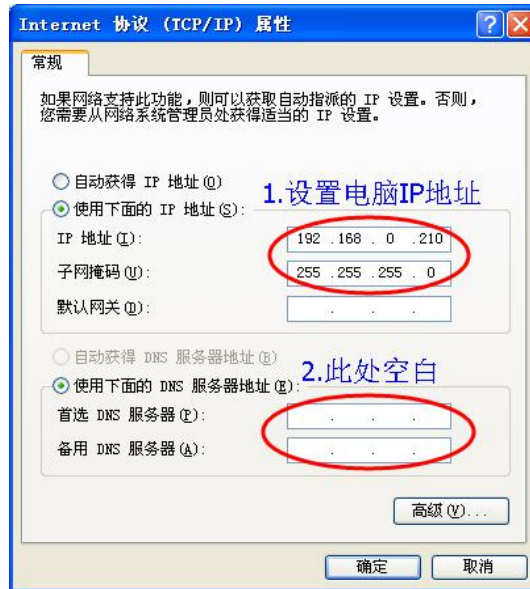 Internet 协议 (TCP/IP) 属性
常规
如果网络支持此功能，则可以获取自动指派的 IP 设置。否则，
您需要从网络系统管理员处获得适当的 IP 设置。
自动获得 IP 地址(O)
1.设置电脑IP地址
使用下面的 IP 地址(S):
IP 地址(I): 192 .168 . 0 .210
子网掩码(U): 255 .255 .255 . 0
默认网关(D): . . .
自动获得 DNS 服务器地址(B)
2.此处空白
使用下面的 DNS 服务器地址(E):
首选 DNS 服务器(P): . . .
备用 DNS 服务器(A): . . .
高级(V)...
确定 取消